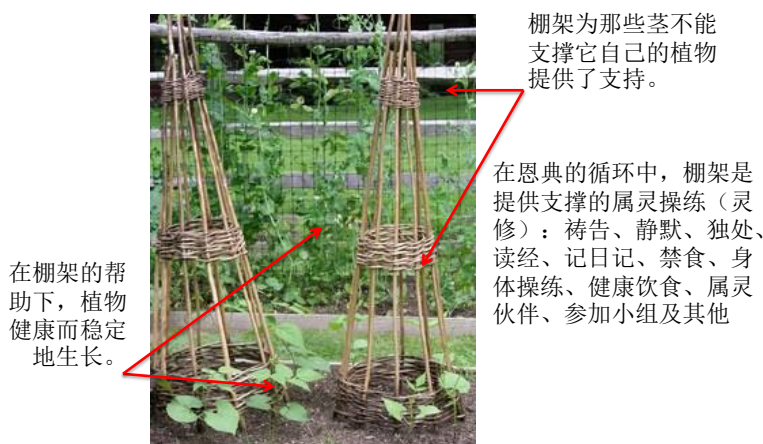 棚架为那些茎不能
支撑它自己的植物
提供了支持。
在恩典的循环中，棚架是
提供支撑的属灵操练（灵
修）：祷告、静默、独处、
读经、记日记、禁食、身
体操练、健康饮食、属灵
伙伴、参加小组及其他
在棚架的帮
助下，植物
健康而稳定
地生长。